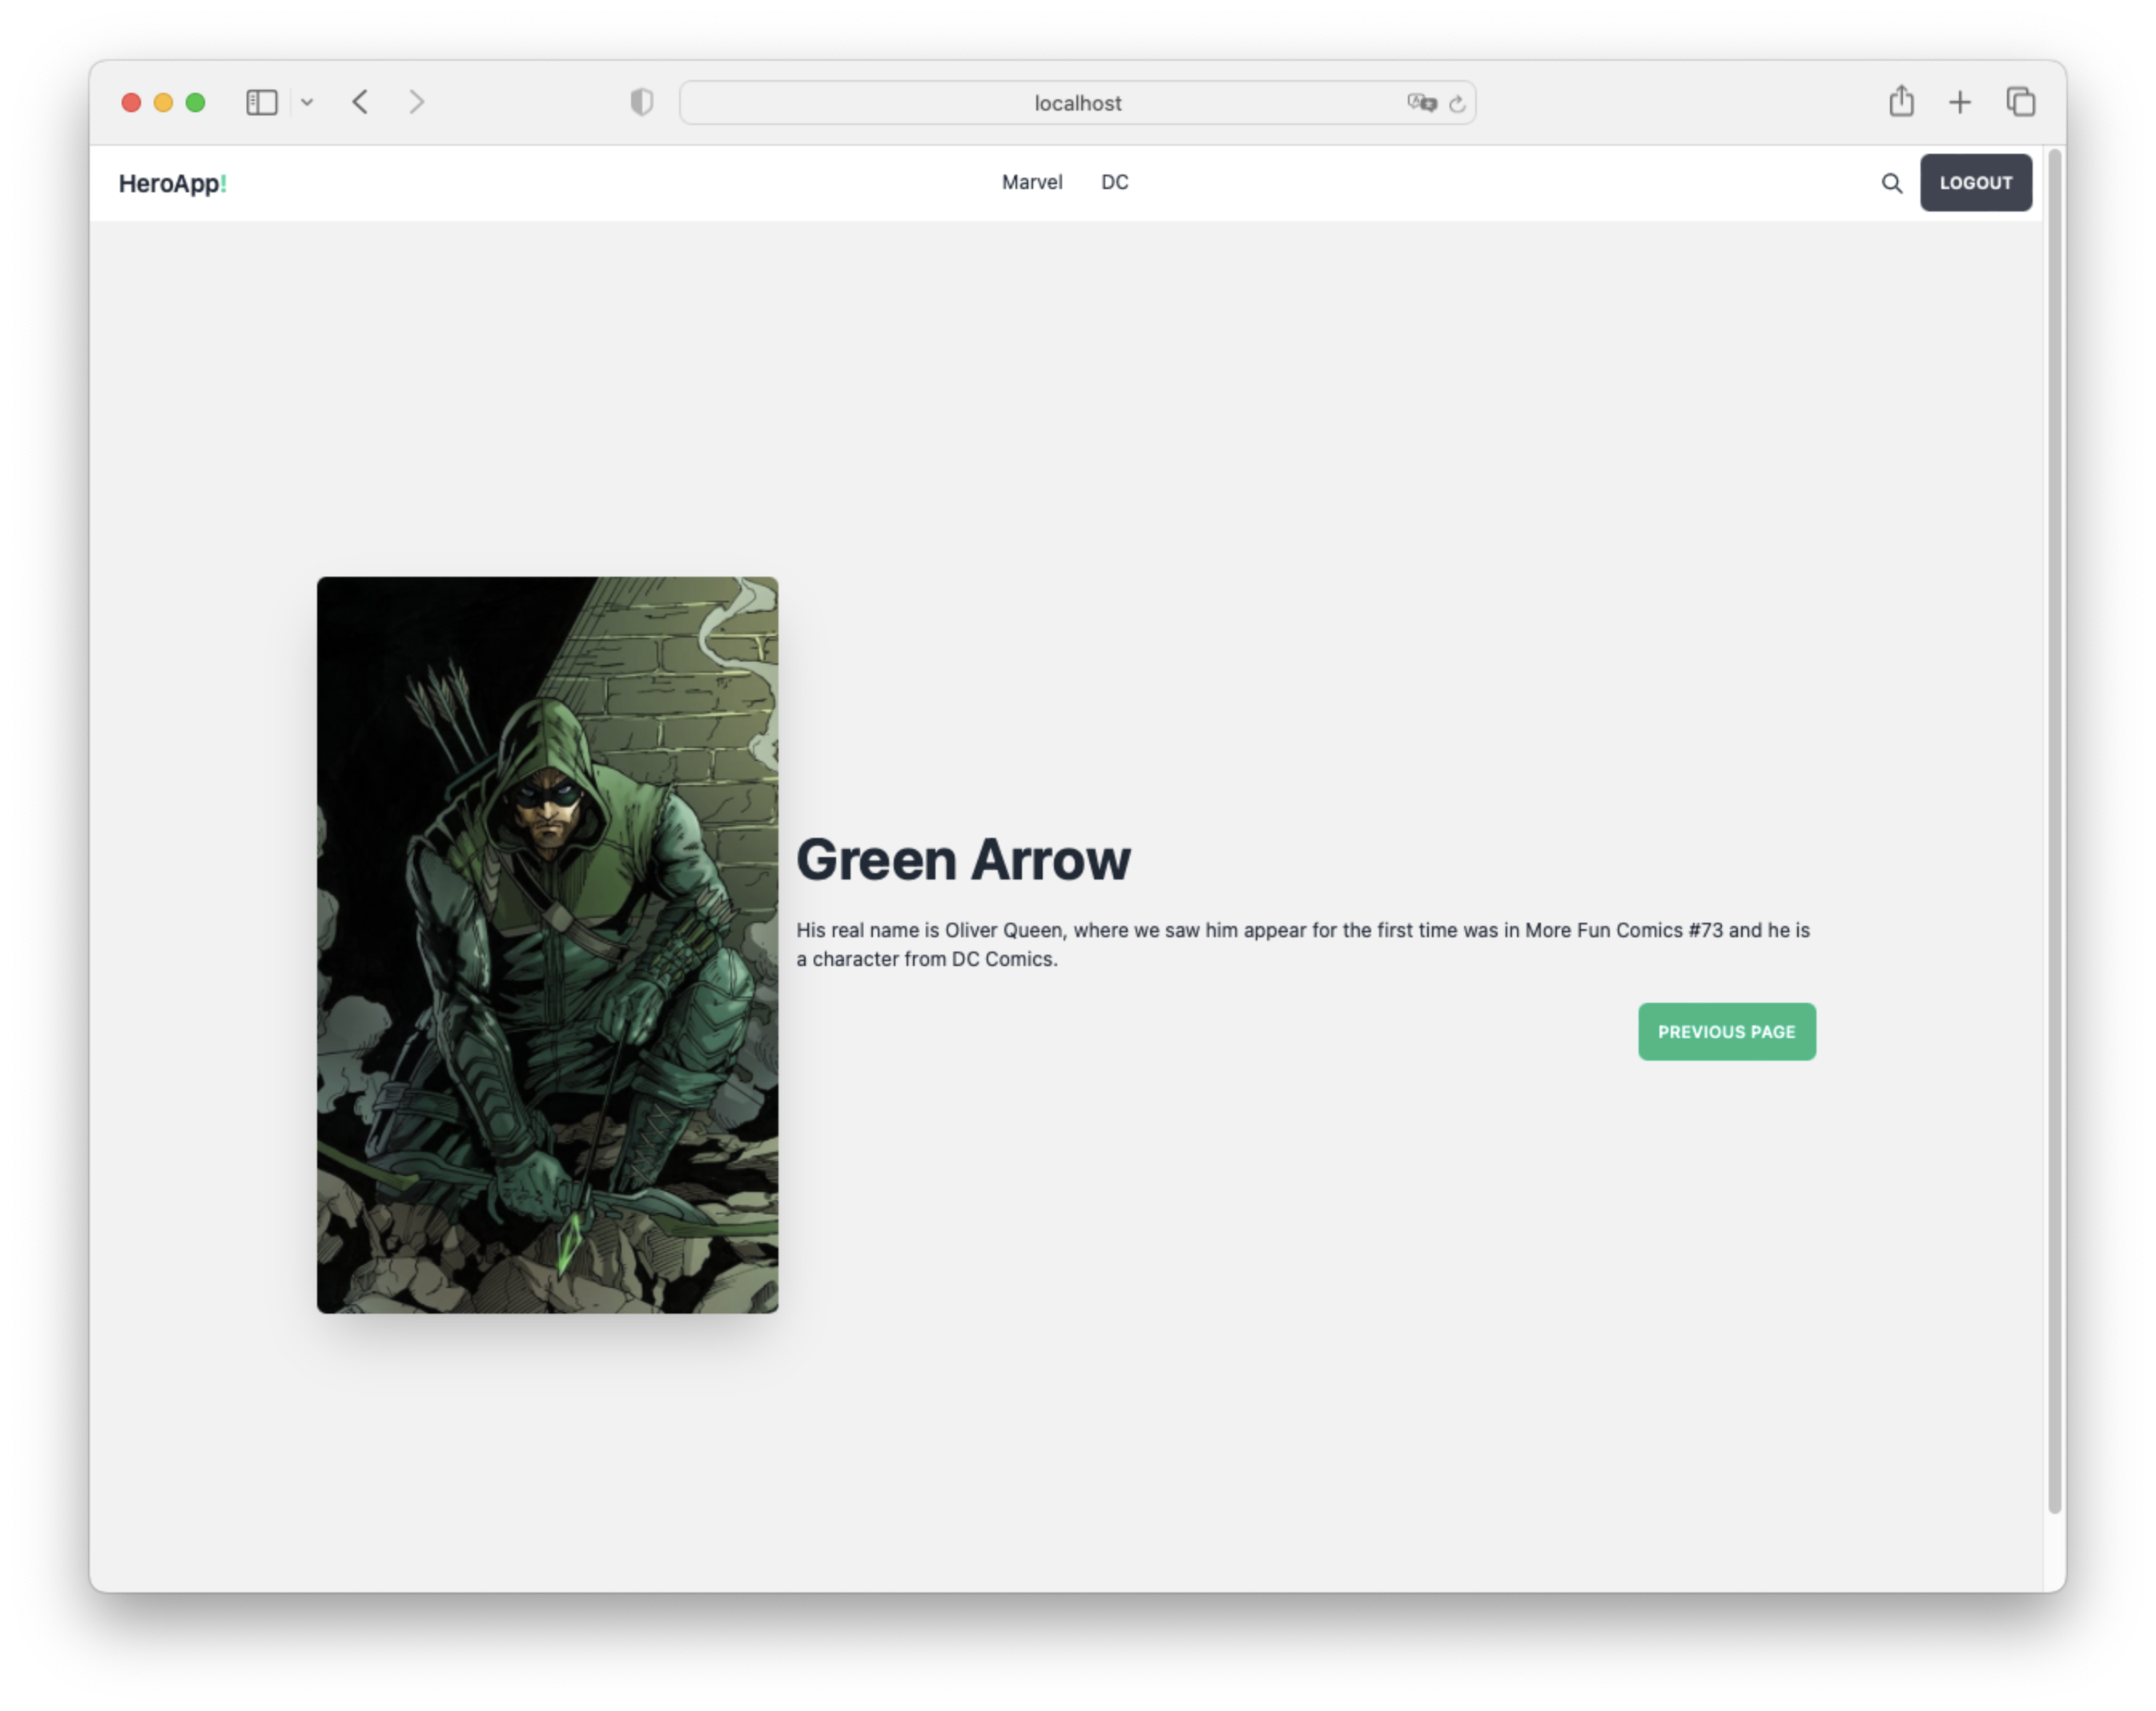 localhost
HeroApp!
Marvel DC
LOGOUT
Green Arrow
His real name is Oliver Queen, where we saw him appear for the first time was in More Fun Comics #73 and he is
a character from DC Comics.
PREVIOUS PAGE